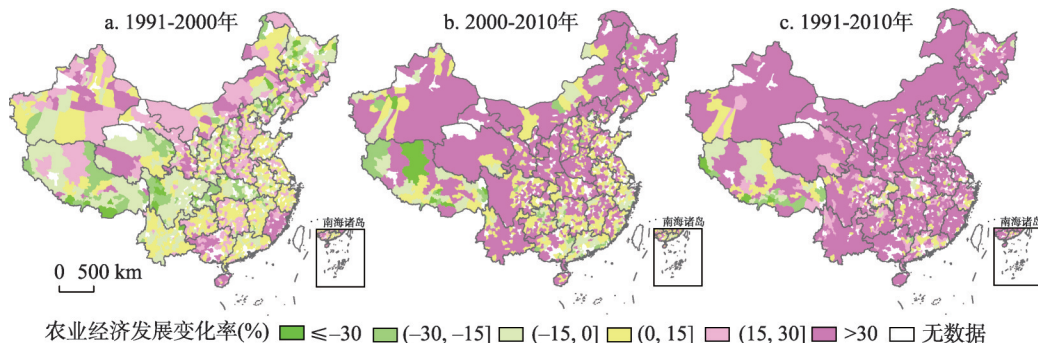 a. 1991-2000年
b. 2000-2010年
c. 1991-2010年
南海诸岛
南海诸岛
南海诸岛
0 500 km
农业经济发展变化率(%) ≤–30 (–30, –15] (–15, 0] (0, 15] (15, 30] >30 无数据